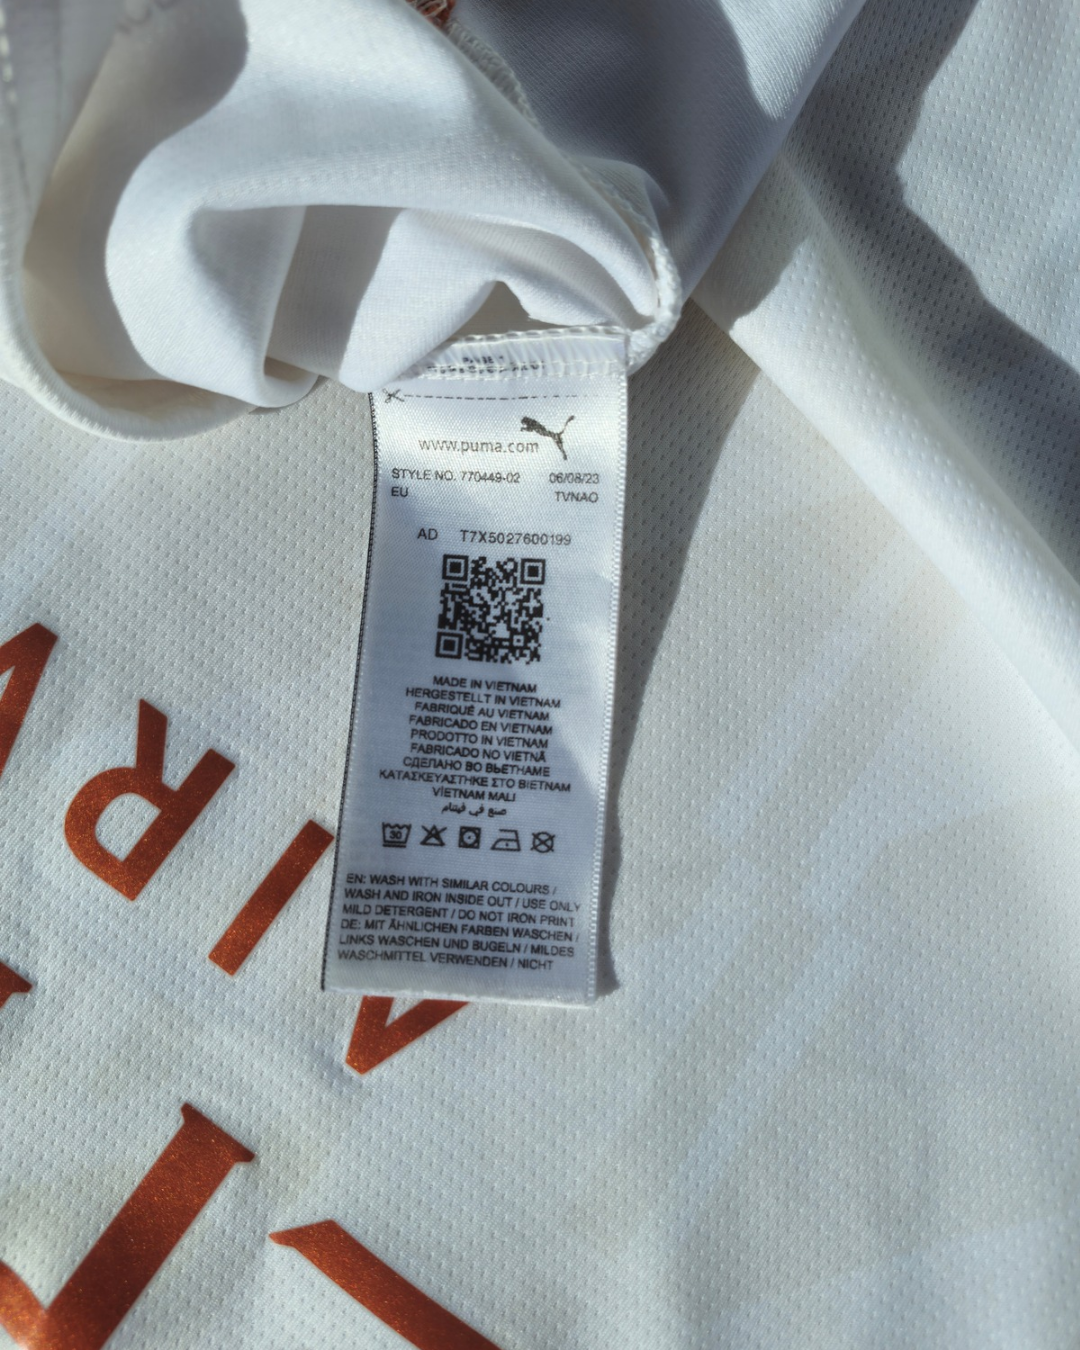 www.puma.com
STYLE NO. 770449-02 06/08/23
EU TVNAO
AD T7X5027600199
MADE IN VIETNAM
HERGESTELLT IN VIETNAM
FABRIQUÉ AU VIETNAM
FABRICADO EN VIETNAM
PRODOTTO IN VIETNAM
FABRICADO NO VIETNÃ
СДЕЛАНО ВО ВЬЕТНАМЕ
ΚΑΤΑΣΚΕΥΑΣΤΗΚΕ ΣΤΟ ΒΙΕΤΝΑΜ
VİETNAM MALI
صنع في فيتنام
30
EN: WASH WITH SIMILAR COLOURS /
WASH AND IRON INSIDE OUT / USE ONLY
MILD DETERGENT / DO NOT IRON PRINT
DE: MIT ÄHNLICHEN FARBEN WASCHEN /
LINKS WASCHEN UND BÜGELN / MILDES
WASCHMITTEL VERWENDEN / NICHT